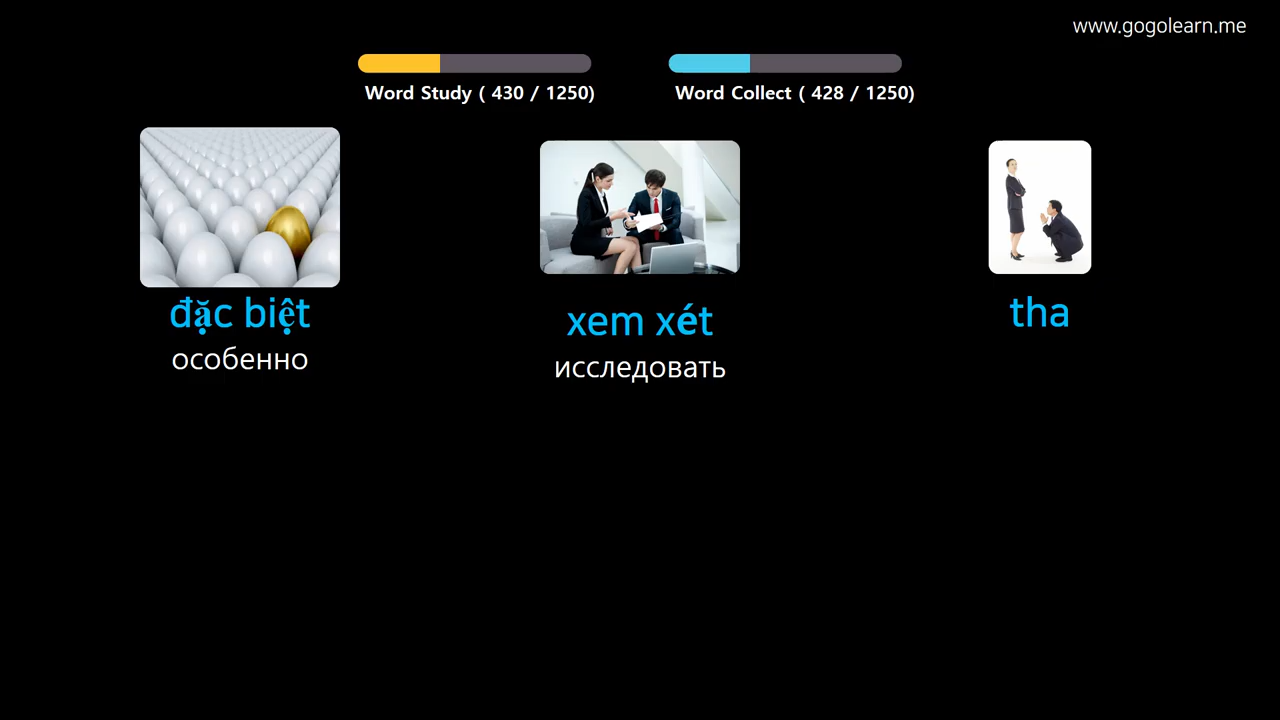 www.gogolearn.me
Word Study ( 430 / 1250)
Word Collect ( 428 / 1250)
đặc biệt
особенно
xem xét
исследовать
tha